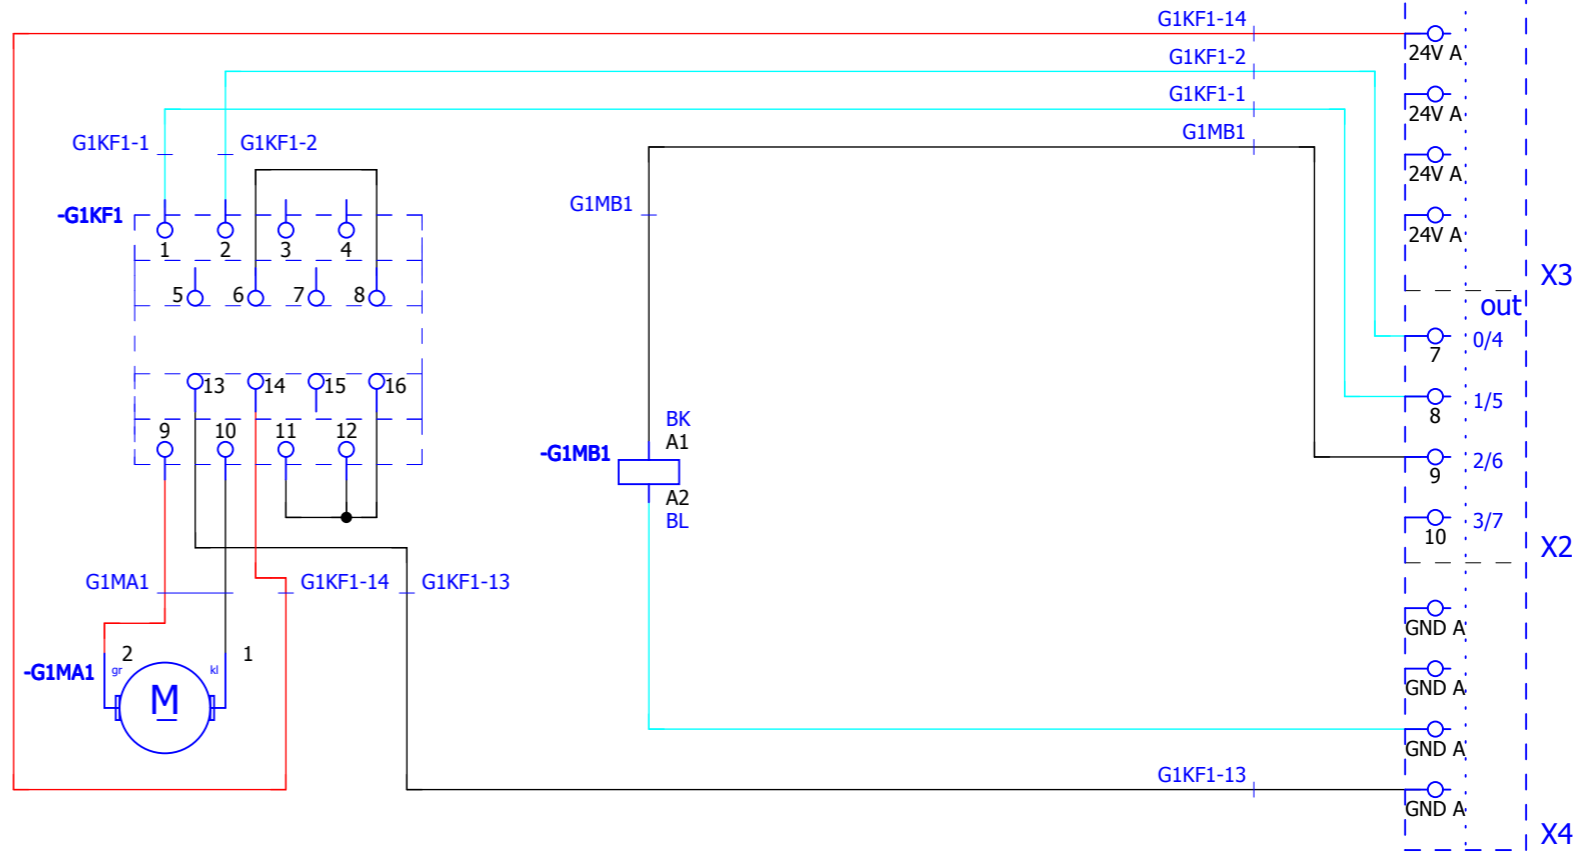 G1KF1-14
24V A
G1KF1-2
G1KF1-1
24V A
G1MB1
G1KF1-1
G1KF1-2
24V A
G1MB1
-G1KF1
24V A
1 2 3 4
X3
5 6 7 8
out
7 0/4
13 14 15 16
8 1/5
BK
9 10 11 12
A1
-G1MB1
9 2/6
A2
BL
10 3/7
X2
G1MA1
G1KF1-14
G1KF1-13
GND A
2 1
gr kl
-G1MA1
M
GND A
GND A
G1KF1-13
GND A
X4